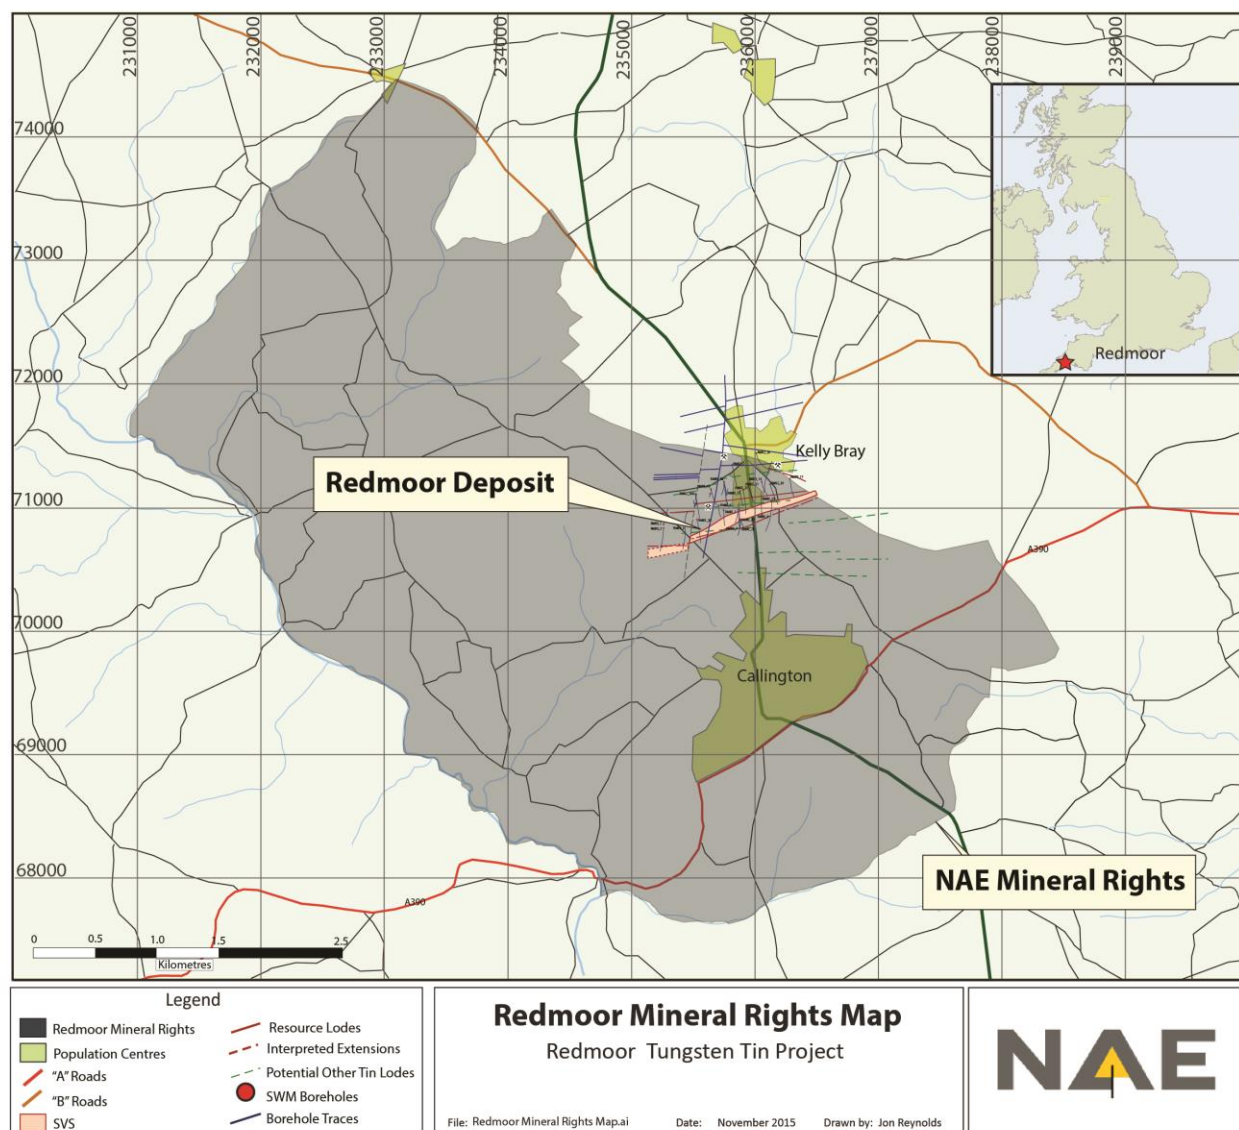 231000
232000
233000
234000
235000
236000
237000
238000
239000
74000
73000
72000
71000
70000
69000
68000
Redmoor
Kelly Bray
Redmoor Deposit
A390
Callington
NAE Mineral Rights
A390
0 0.5 1.0 1.5 2.5
Kilometres
Legend
Redmoor Mineral Rights
Population Centres
"A" Roads
"B" Roads
SVS
Resource Lodes
Interpreted Extensions
Potential Other Tin Lodes
SWM Boreholes
Borehole Traces
Redmoor Mineral Rights Map
Redmoor Tungsten Tin Project
File: Redmoor Mineral Rights Map.ai Date: November 2015 Drawn by: Jon Reynolds
NAE